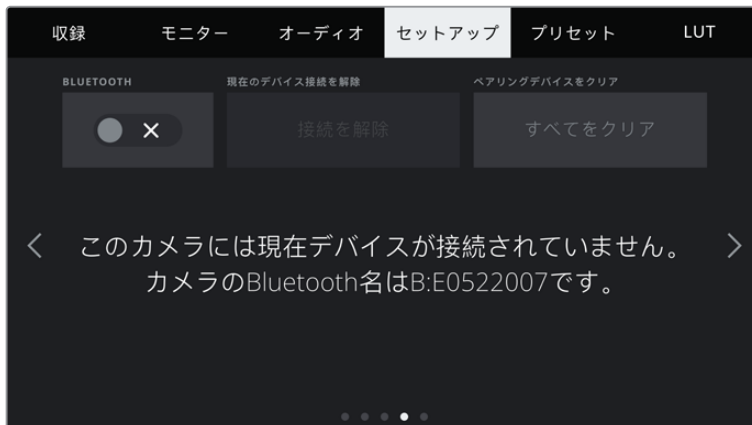 収録 モニター オーディオ セットアップ プリセット LUT
BLUETOOTH 現在のデバイス接続を解除 ペアリングデバイスをクリア
接続を解除 すべてをクリア
このカメラには現在デバイスが接続されていません。
カメラのBluetooth名はB:E0522007です。